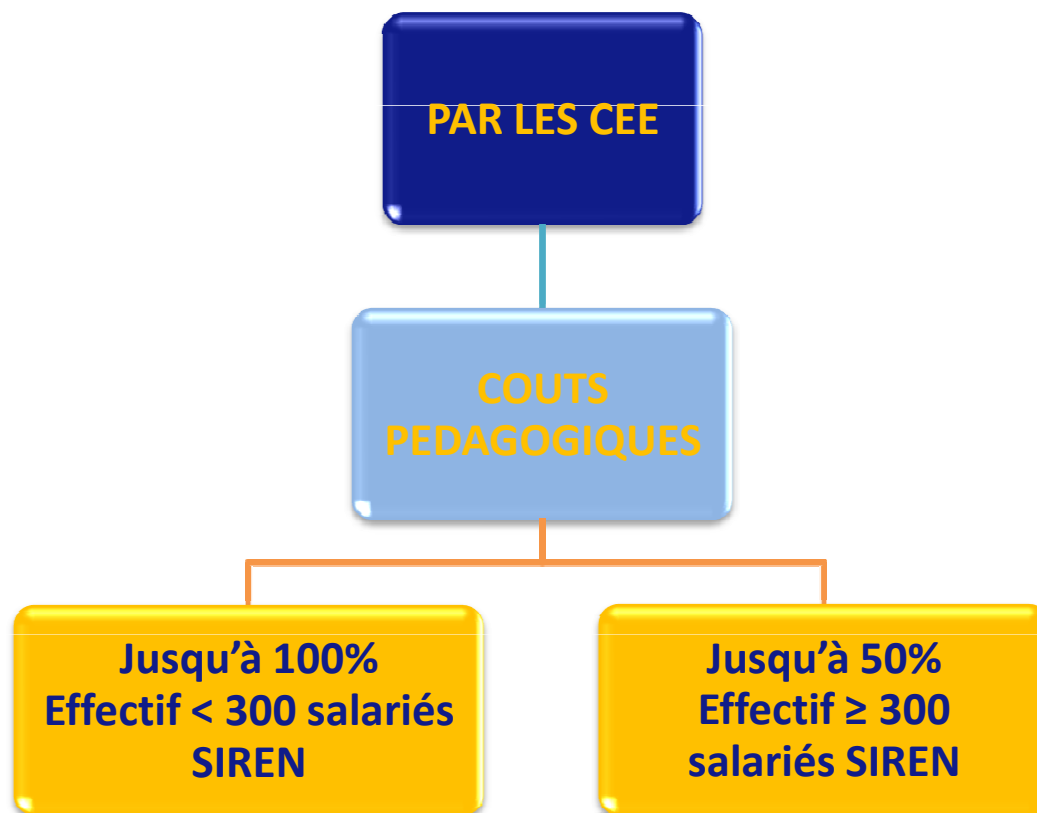 PAR LES CEE
COUTS
PEDAGOGIQUES
Jusqu’à 100%
Effectif < 300 salariés
SIREN
Jusqu’à 50%
Effectif ≥ 300
salariés SIREN